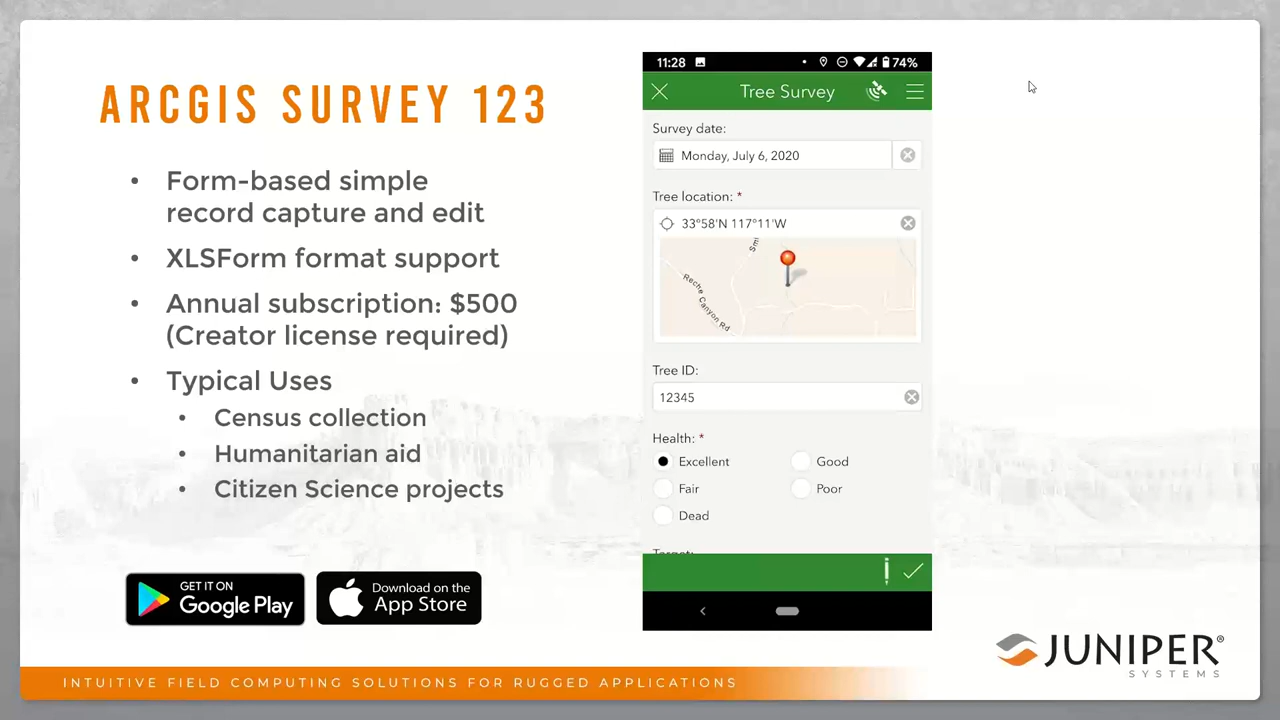 ARCGIS SURVEY 123
• Form-based simple
record capture and edit
• XLSForm format support
• Annual subscription: $500
(Creator license required)
• Typical Uses
• Census collection
• Humanitarian aid
• Citizen Science projects
GET IT ON
Google Play
Download on the
App Store
11:28 74%
Tree Survey
Survey date:
Monday, July 6, 2020
Tree location: *
33°58'N 117°11'W
Smi
Reche Canyon Rd
Tree ID:
12345
Health: *
Excellent Good
Fair Poor
Dead
Target:
JUNIPER®
SYSTEMS
INTUITIVE FIELD COMPUTING SOLUTIONS FOR RUGGED APPLICATIONS